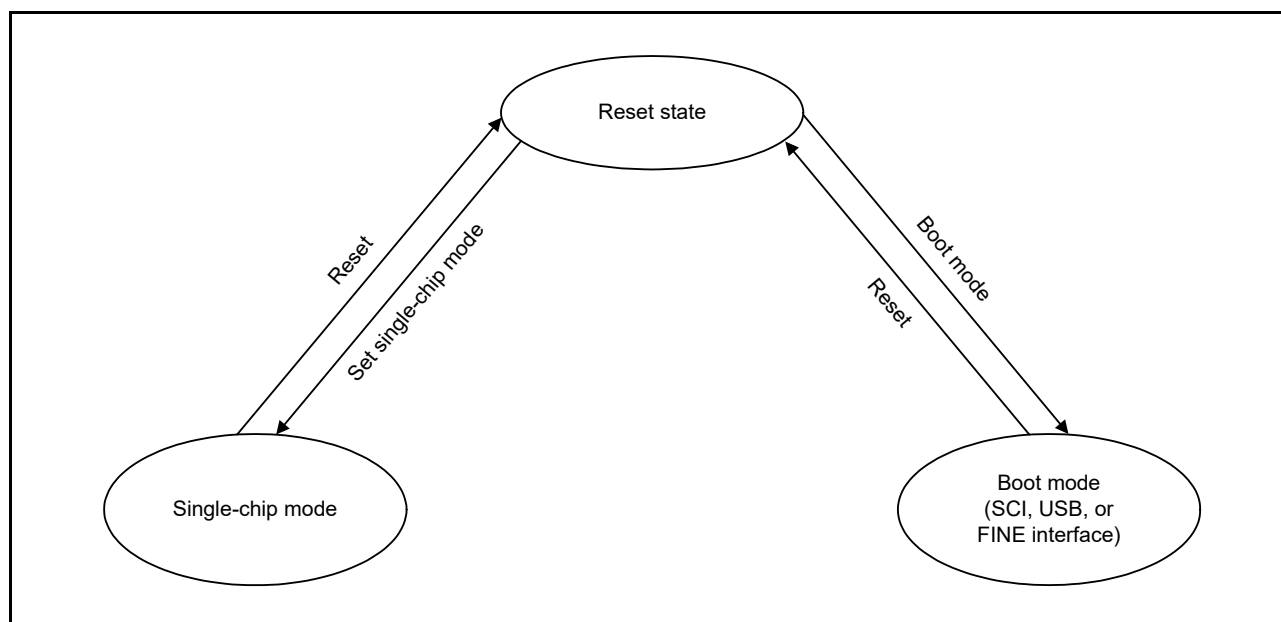 Reset state
Reset
Set single-chip mode
Boot mode
Reset
Single-chip mode
Boot mode
(SCI, USB, or
FINE interface)